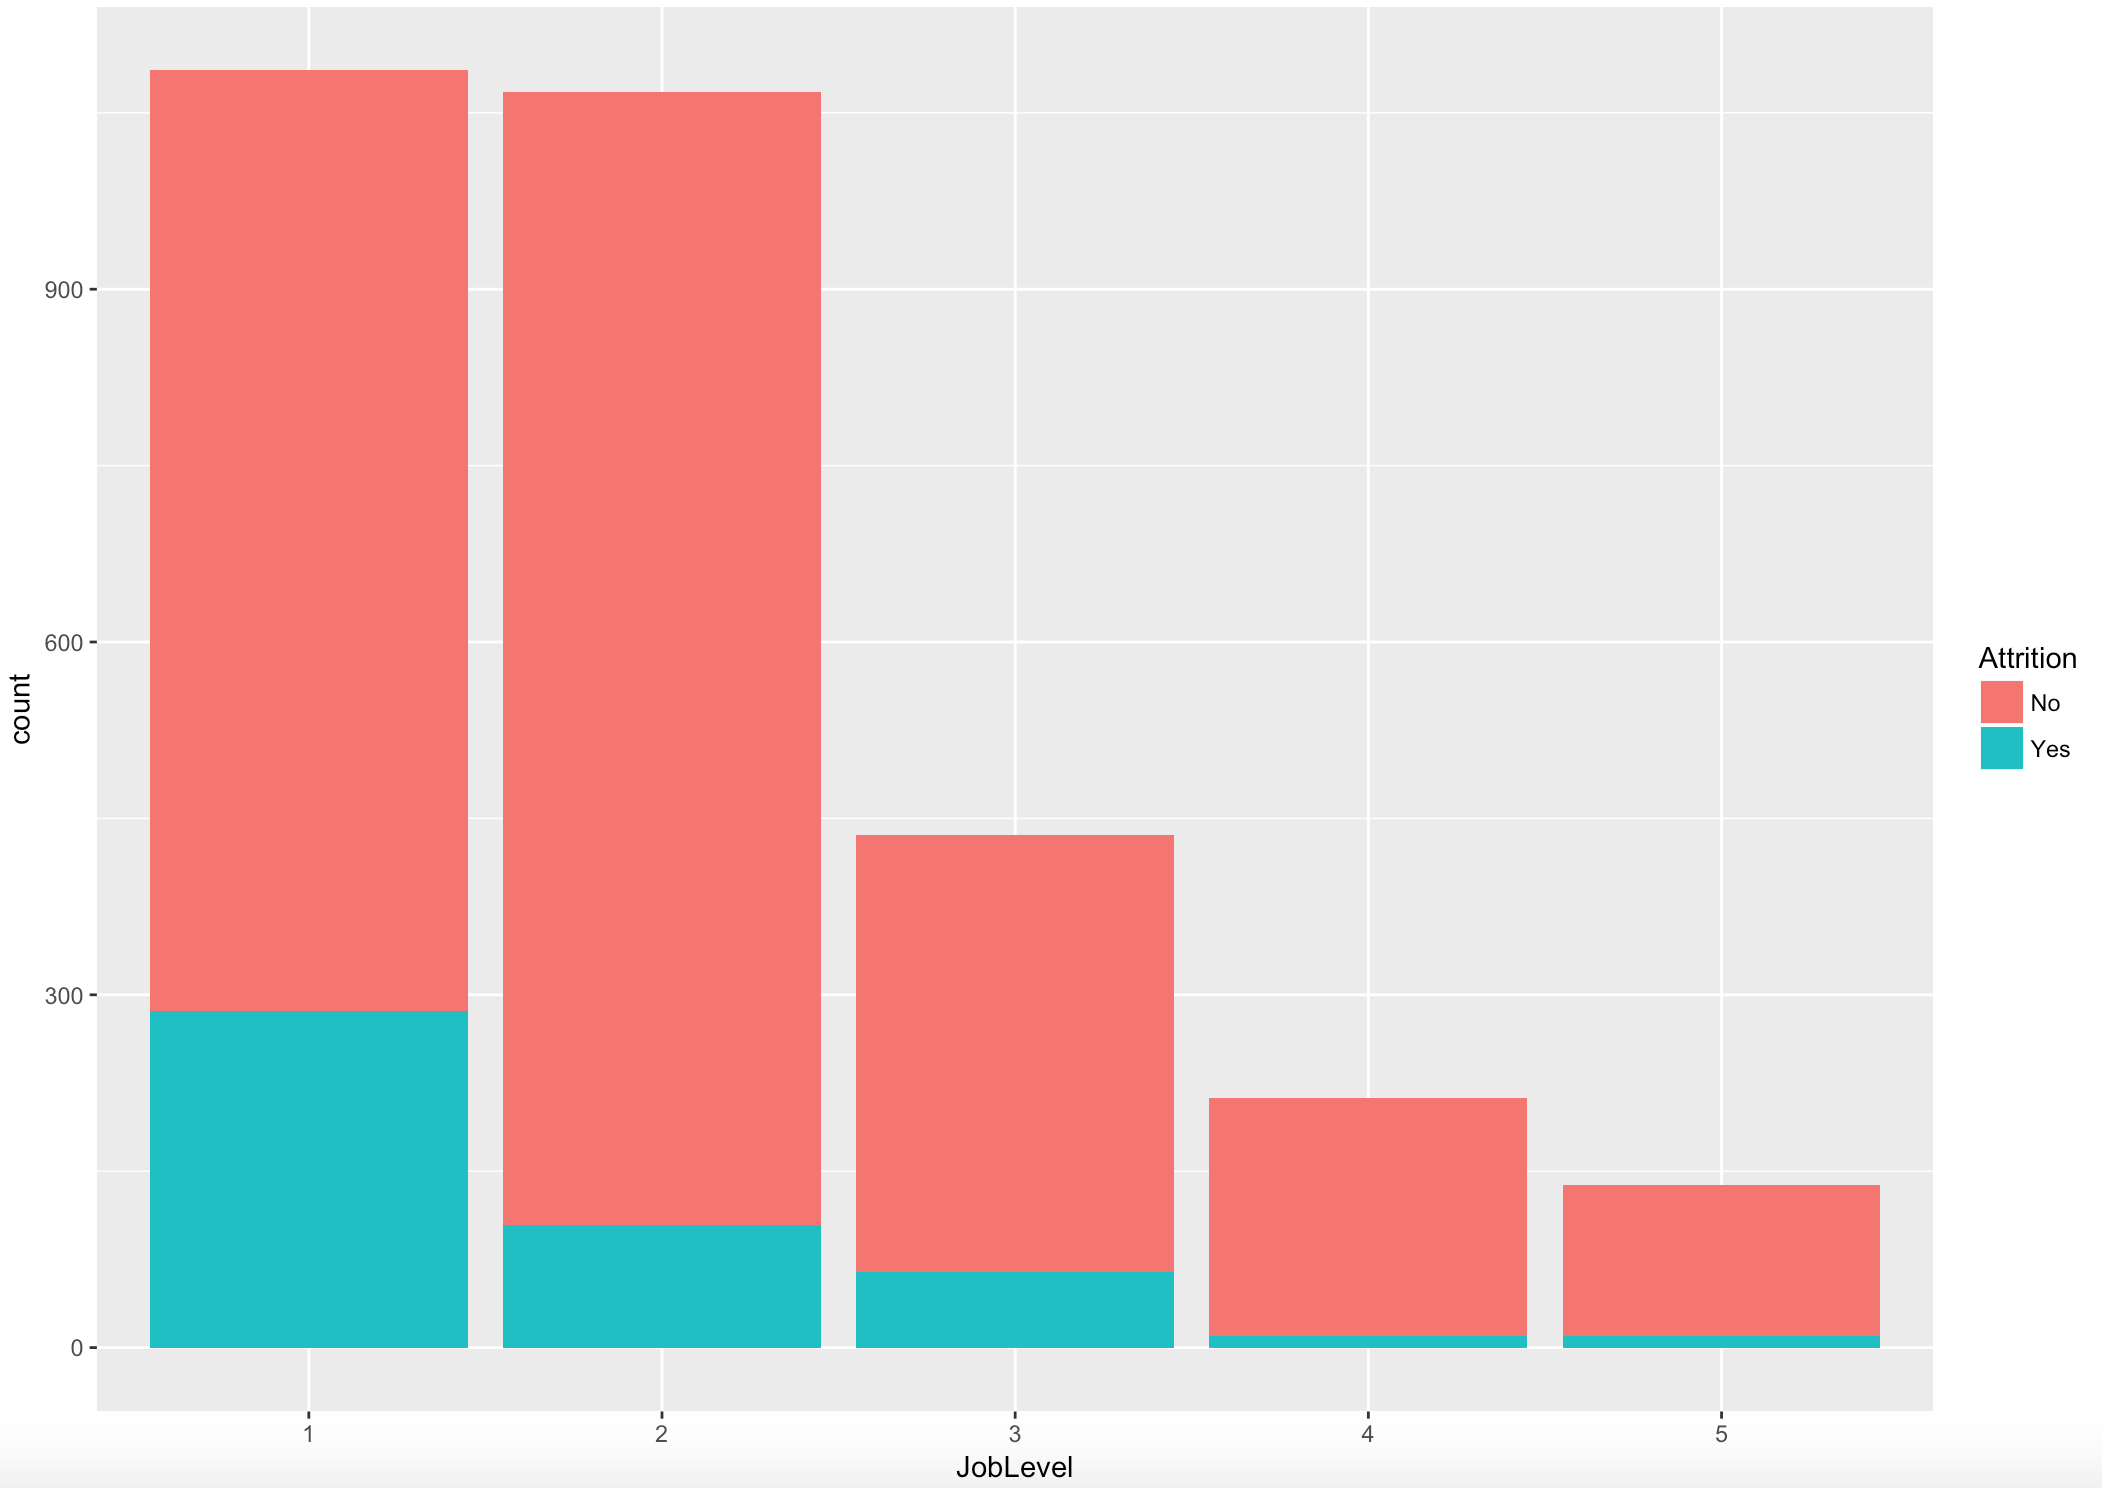 900
600
300
0
count
1 2 3 4 5
JobLevel
Attrition
No
Yes